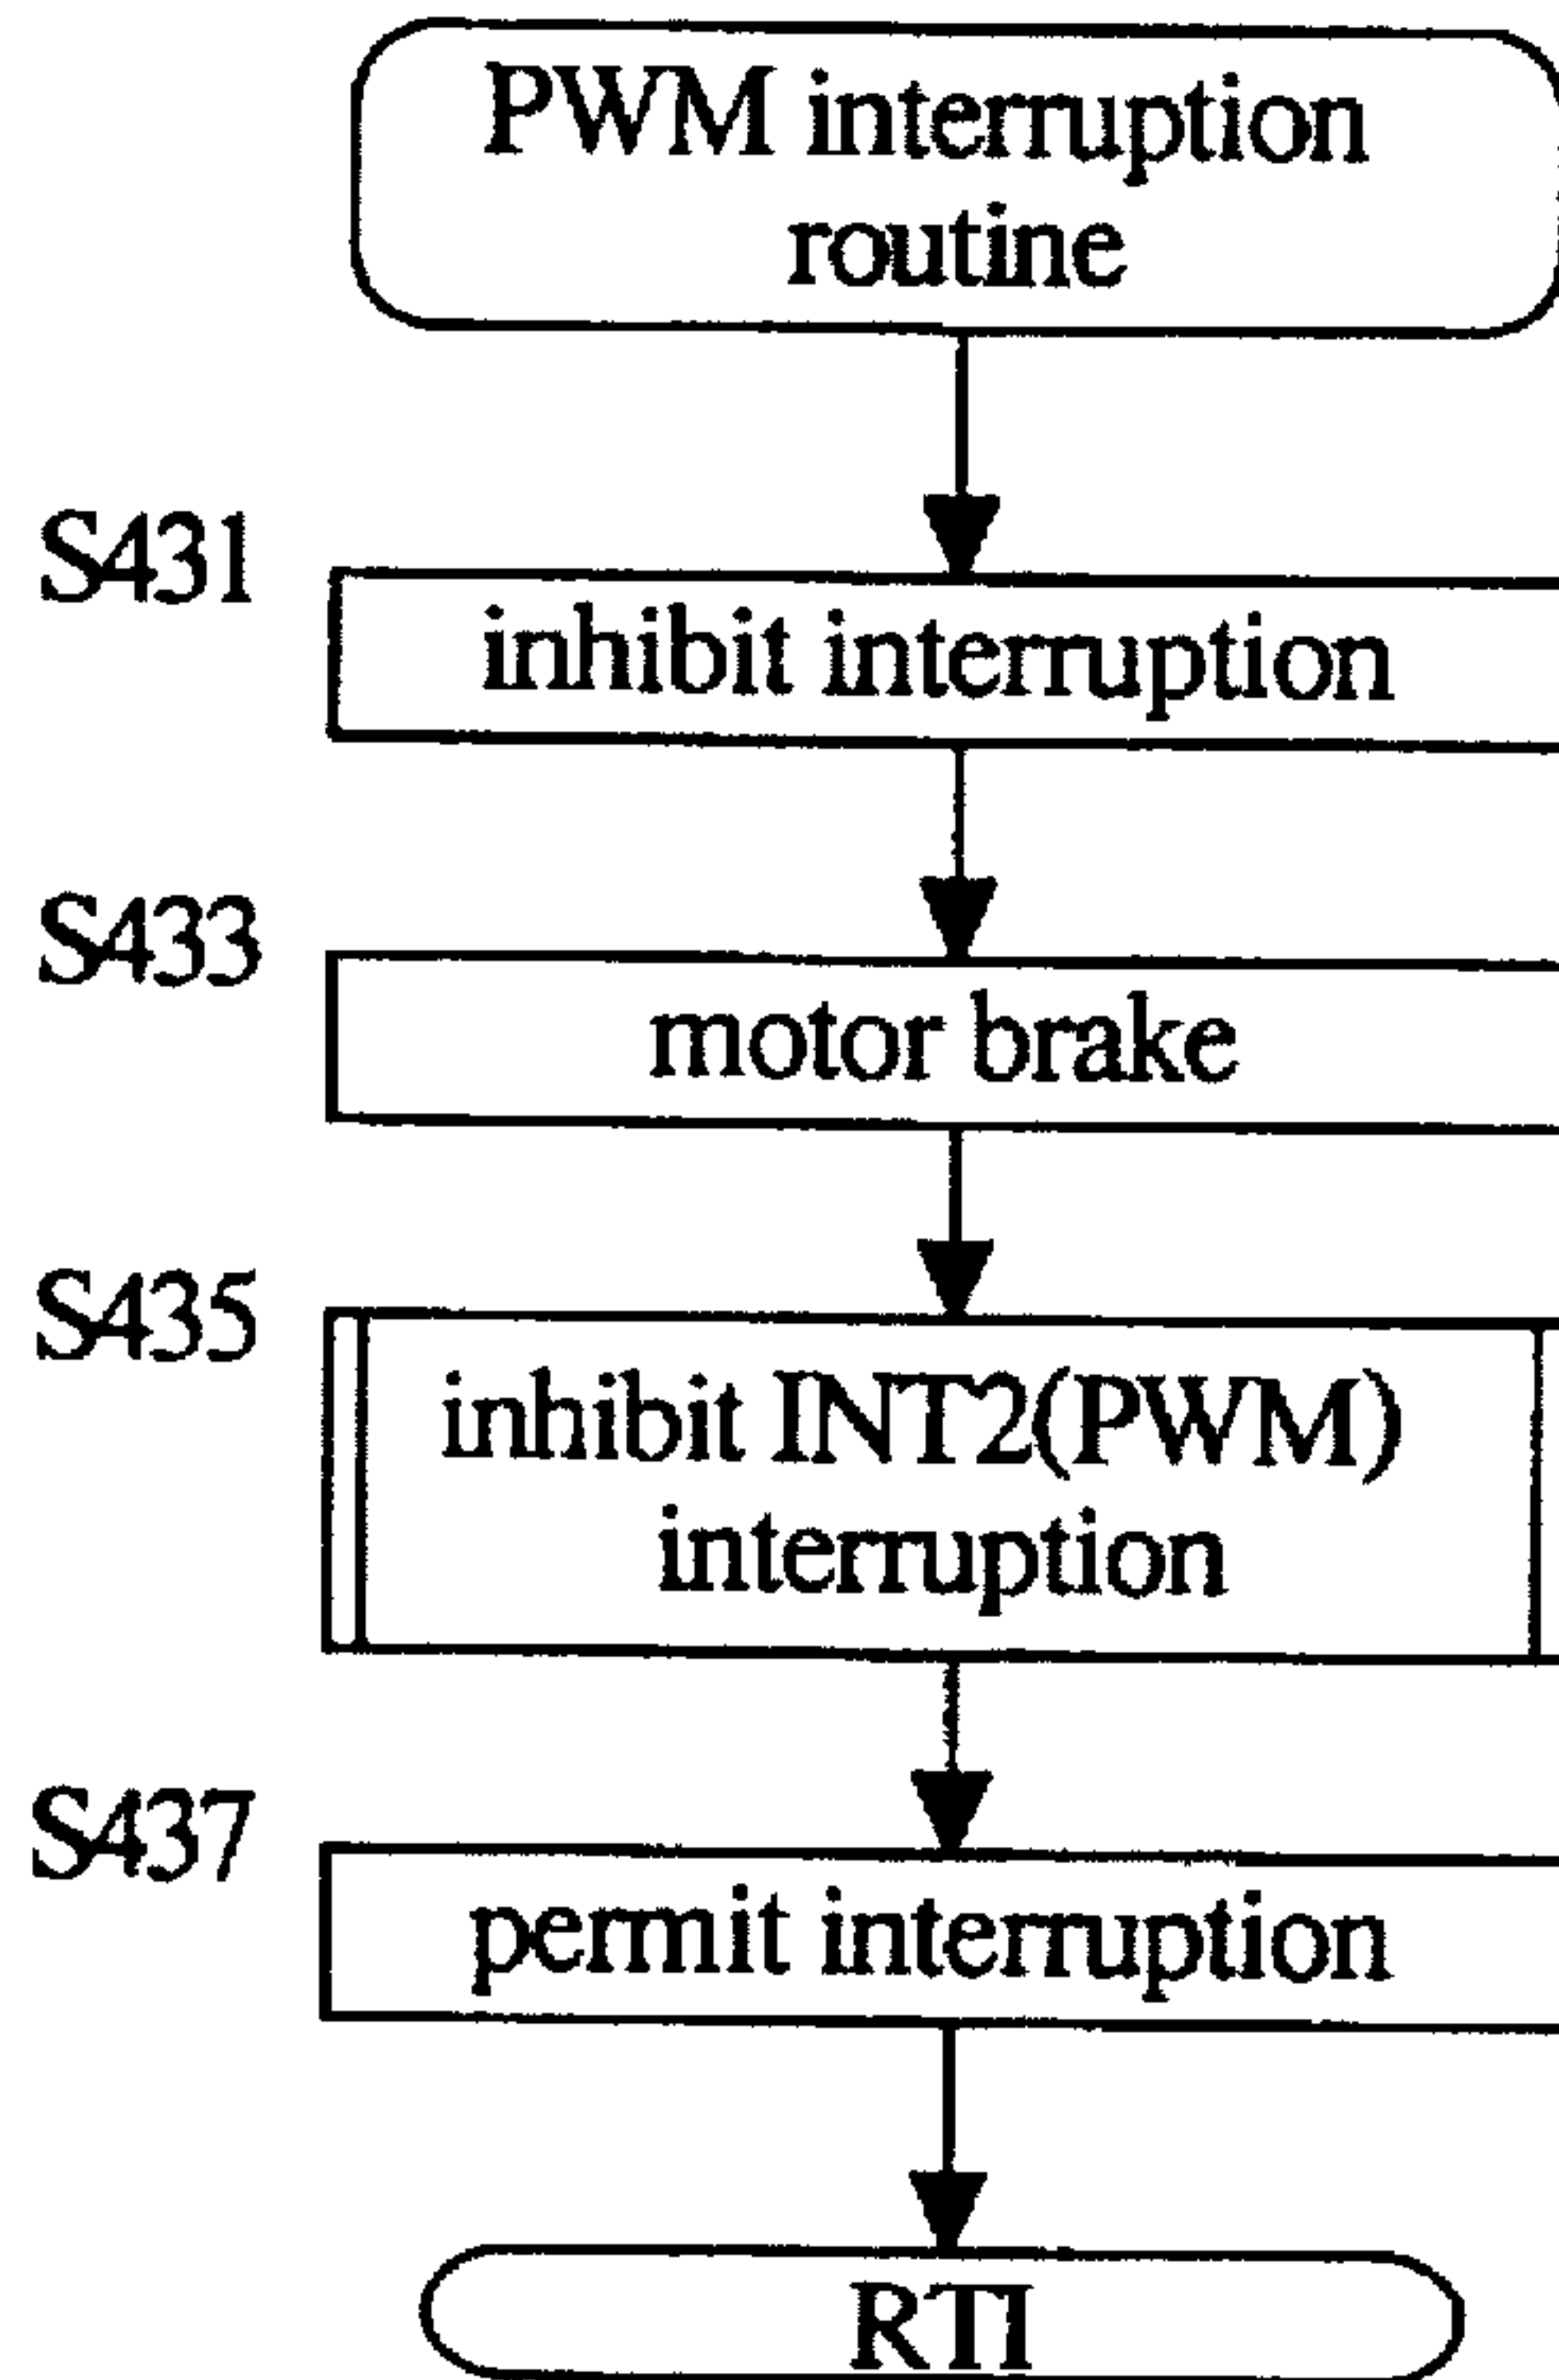 PWM interruption
routine
S431
inhibit interruption
S433
motor brake
S435
inhibit INT2(PWM)
interruption
S437
permit interruption
RTI